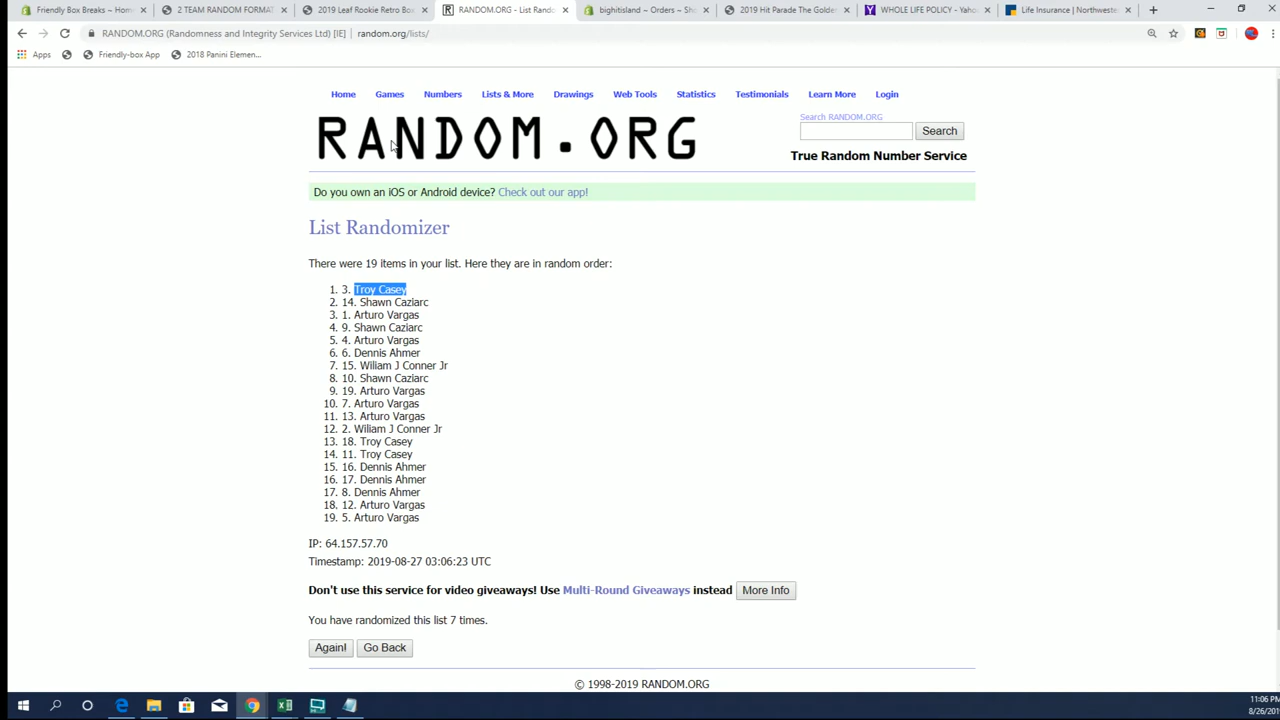 Friendly Box Breaks ~ Hom
2 TEAM RANDOM FORMAT
2019 Leaf Rookie Retro Box
RANDOM.ORG - List Rando
bighitisland ~ Orders ~ Sh
2019 Hit Parade The Golde
WHOLE LIFE POLICY - Yaho
Life Insurance | Northweste
RANDOM.ORG (Randomness and Integrity Services Ltd) [IE] | random.org/lists/
Apps
Friendly-box App
2018 Panini Elemen...
Home Games Numbers Lists & More Drawings Web Tools Statistics Testimonials Learn More Login
RANDOM.ORG
Search RANDOM.ORG
Search
True Random Number Service
Do you own an iOS or Android device? Check out our app!
List Randomizer
There were 19 items in your list. Here they are in random order:
1. 3. Troy Casey
2. 14. Shawn Caziarc
3. 1. Arturo Vargas
4. 9. Shawn Caziarc
5. 4. Arturo Vargas
6. 6. Dennis Ahmer
7. 15. Wiliam J Conner Jr
8. 10. Shawn Caziarc
9. 19. Arturo Vargas
10. 7. Arturo Vargas
11. 13. Arturo Vargas
12. 2. Wiliam J Conner Jr
13. 18. Troy Casey
14. 11. Troy Casey
15. 16. Dennis Ahmer
16. 17. Dennis Ahmer
17. 8. Dennis Ahmer
18. 12. Arturo Vargas
19. 5. Arturo Vargas
IP: 64.157.57.70
Timestamp: 2019-08-27 03:06:23 UTC
Don't use this service for video giveaways! Use Multi-Round Giveaways instead More Info
You have randomized this list 7 times.
Again! Go Back
© 1998-2019 RANDOM.ORG
11:06 PM
8/26/201